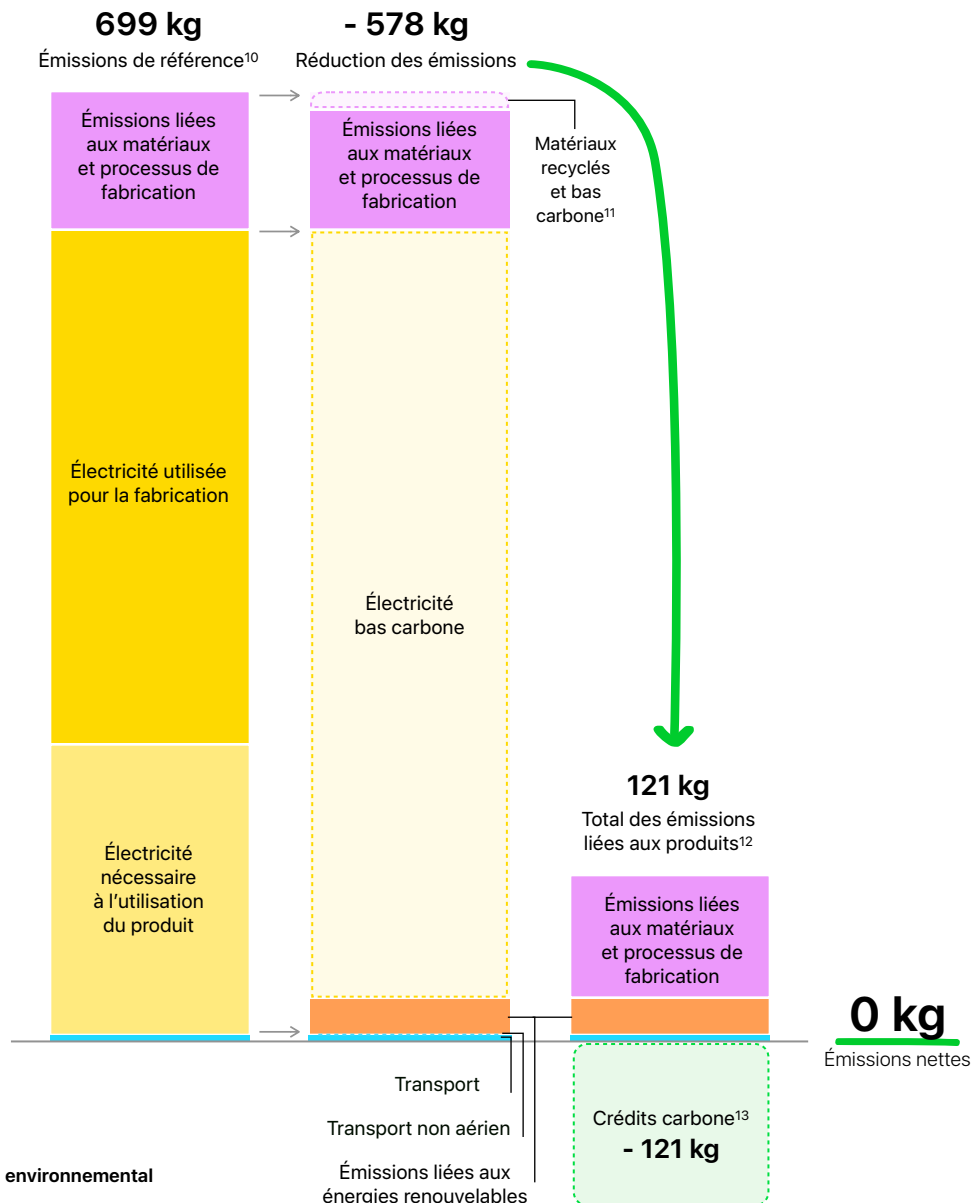 699 kg
Émissions de référence¹⁰
- 578 kg
Réduction des émissions
Émissions liées
aux matériaux
et processus de
fabrication
Émissions liées
aux matériaux
et processus de
fabrication
Matériaux
recyclés
et bas
carbone¹¹
Électricité utilisée
pour la fabrication
Électricité
bas carbone
Électricité
nécessaire
à l’utilisation
du produit
121 kg
Total des émissions
liées aux produits¹²
Émissions liées
aux matériaux
et processus de
fabrication
0 kg
Émissions nettes
Transport
Transport non aérien
Émissions liées aux
énergies renouvelables
Crédits carbone¹³
- 121 kg
environnemental